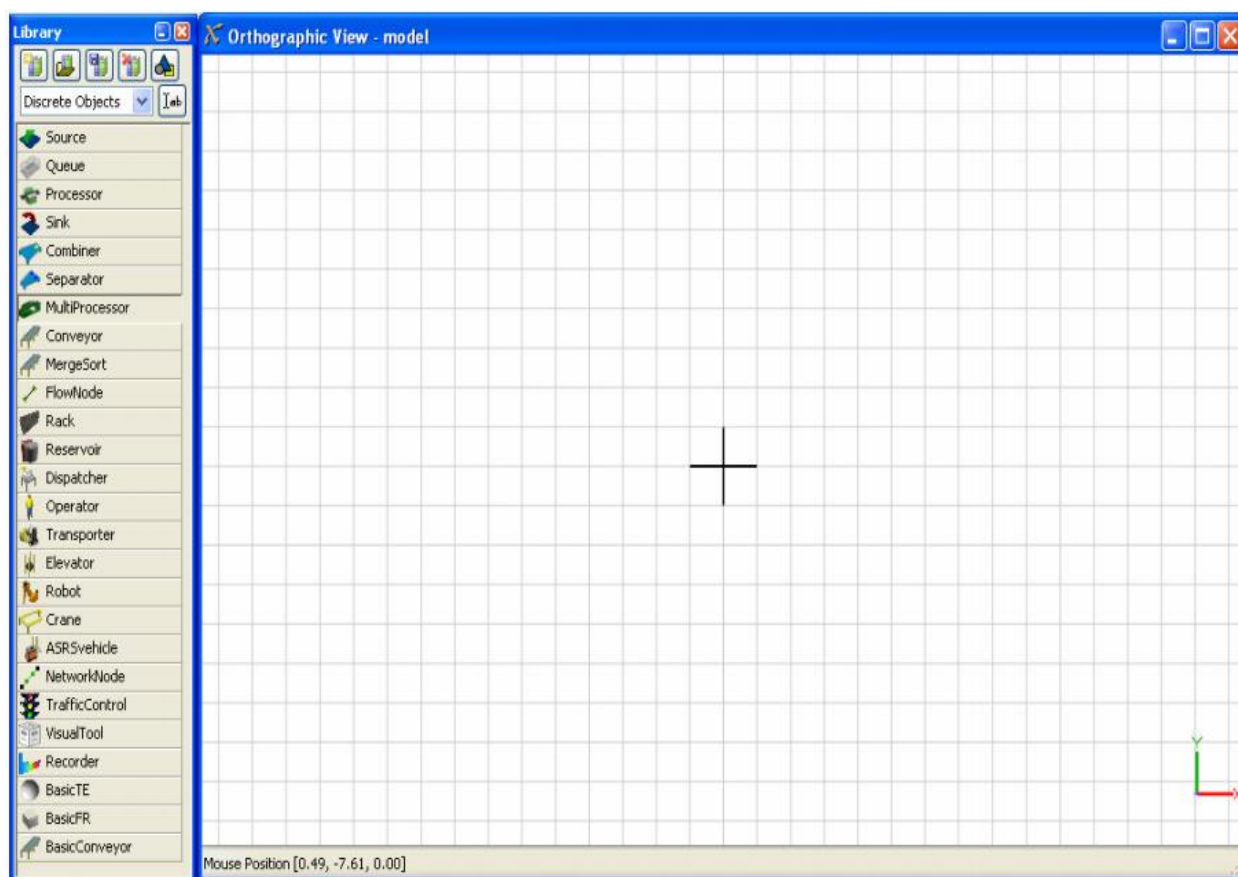 Library
Orthographic View - model
Discrete Objects
ab
Source
Queue
Processor
Sink
Combiner
Separator
MultiProcessor
Conveyor
MergeSort
FlowNode
Rack
Reservoir
Dispatcher
Operator
Transporter
Elevator
Robot
Crane
ASRSvehicle
NetworkNode
TrafficControl
VisualTool
Recorder
BasicTE
BasicFR
BasicConveyor
Y
X
Mouse Position [0.49, -7.61, 0.00]